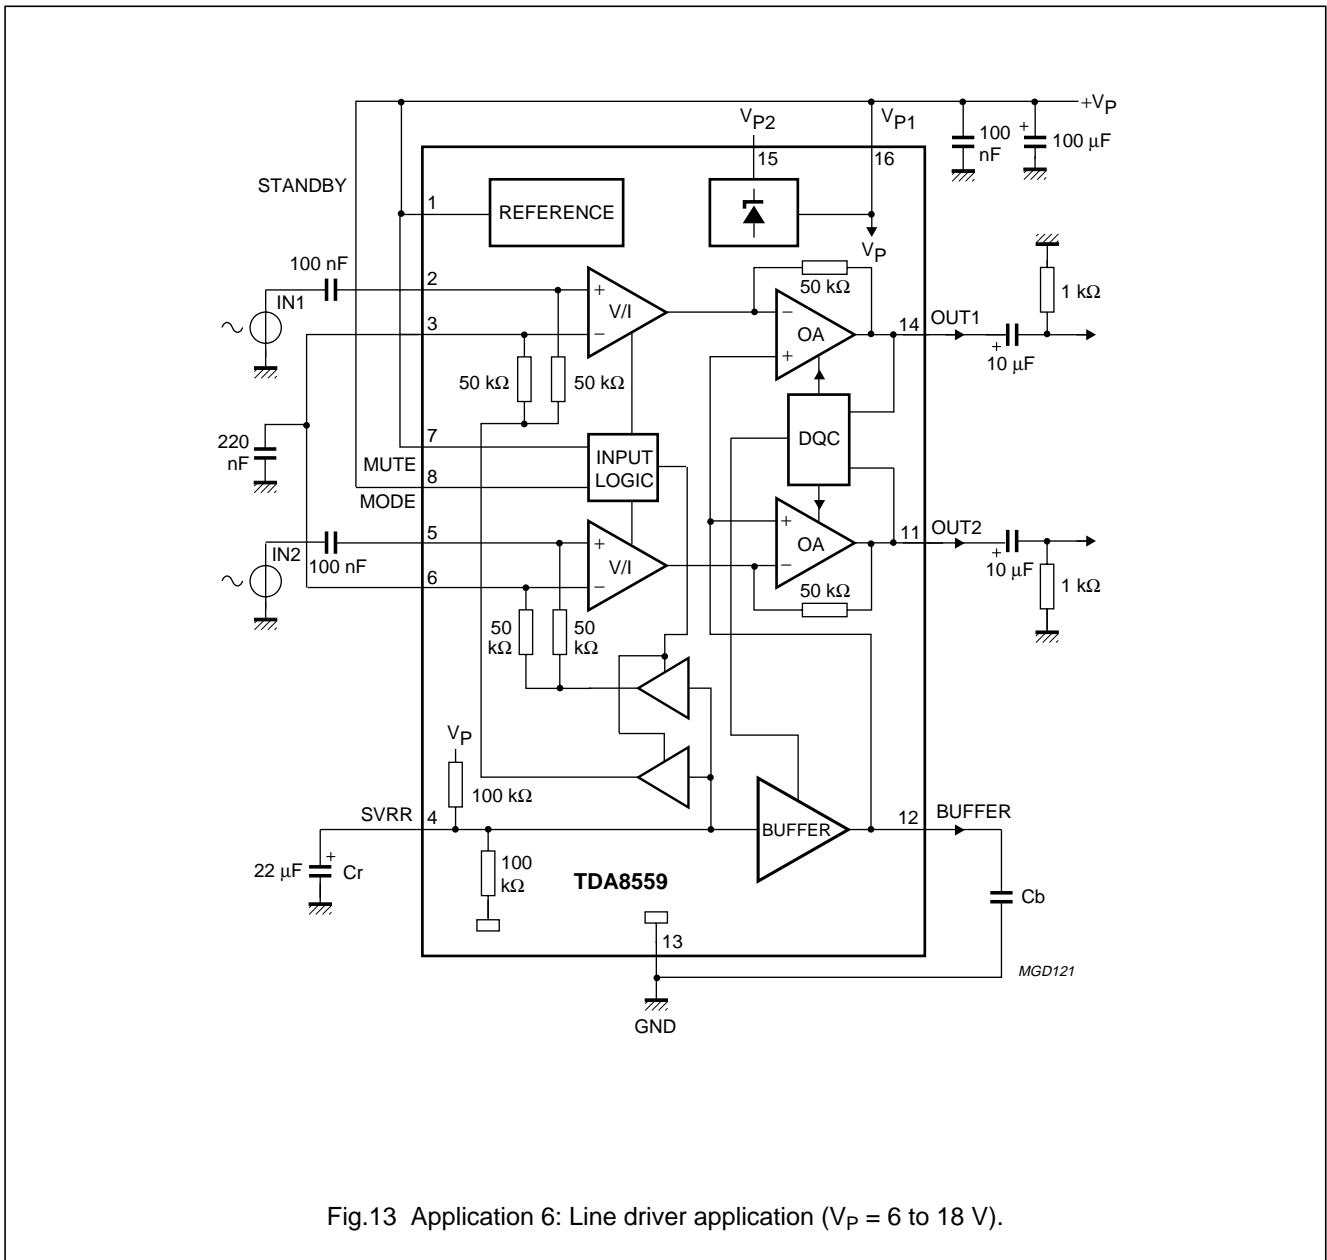 +VP
VP2
VP1
100
nF
+
100 µF
15
16
STANDBY
1
REFERENCE
VP
100 nF
2
50 kΩ
1 kΩ
IN1
+
V/I
−
3
−
OA
+
14
OUT1
+
10 µF
50 kΩ
50 kΩ
7
220
nF
MUTE
INPUT
LOGIC
DQC
8
MODE
5
IN2
100 nF
+
V/I
−
6
+
OA
−
11
OUT2
+
10 µF
50 kΩ
1 kΩ
50
kΩ
50
kΩ
VP
100 kΩ
SVRR
4
BUFFER
12
BUFFER
22 µF
+
Cr
100
kΩ
TDA8559
Cb
13
MGD121
GND
Fig.13 Application 6: Line driver application (VP = 6 to 18 V).